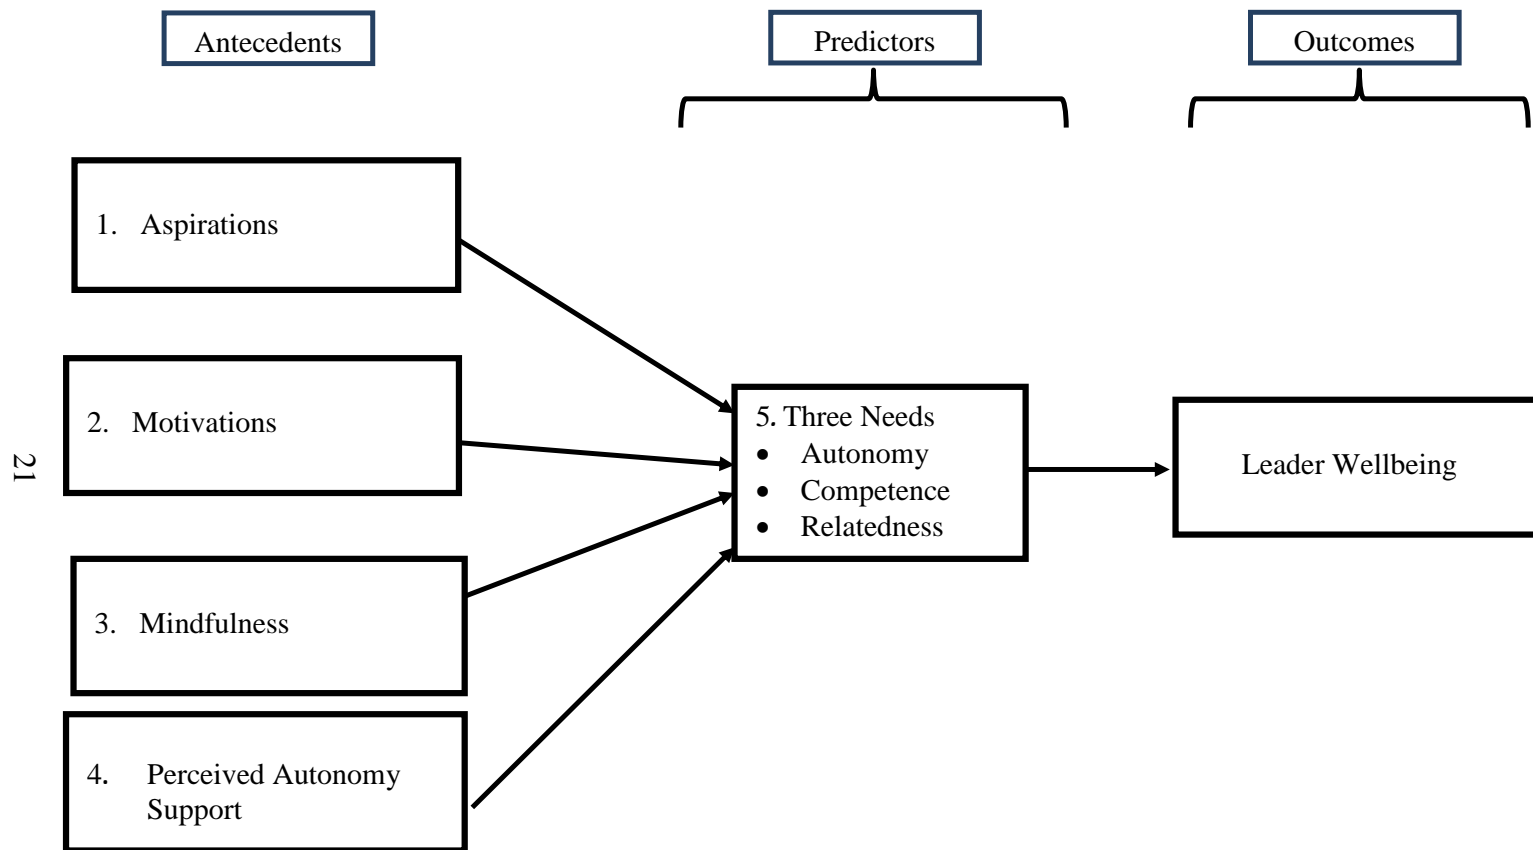 Antecedents
Predictors
Outcomes
1. Aspirations
2. Motivations
3. Mindfulness
4. Perceived Autonomy
Support
5. Three Needs
• Autonomy
• Competence
• Relatedness
Leader Wellbeing
21